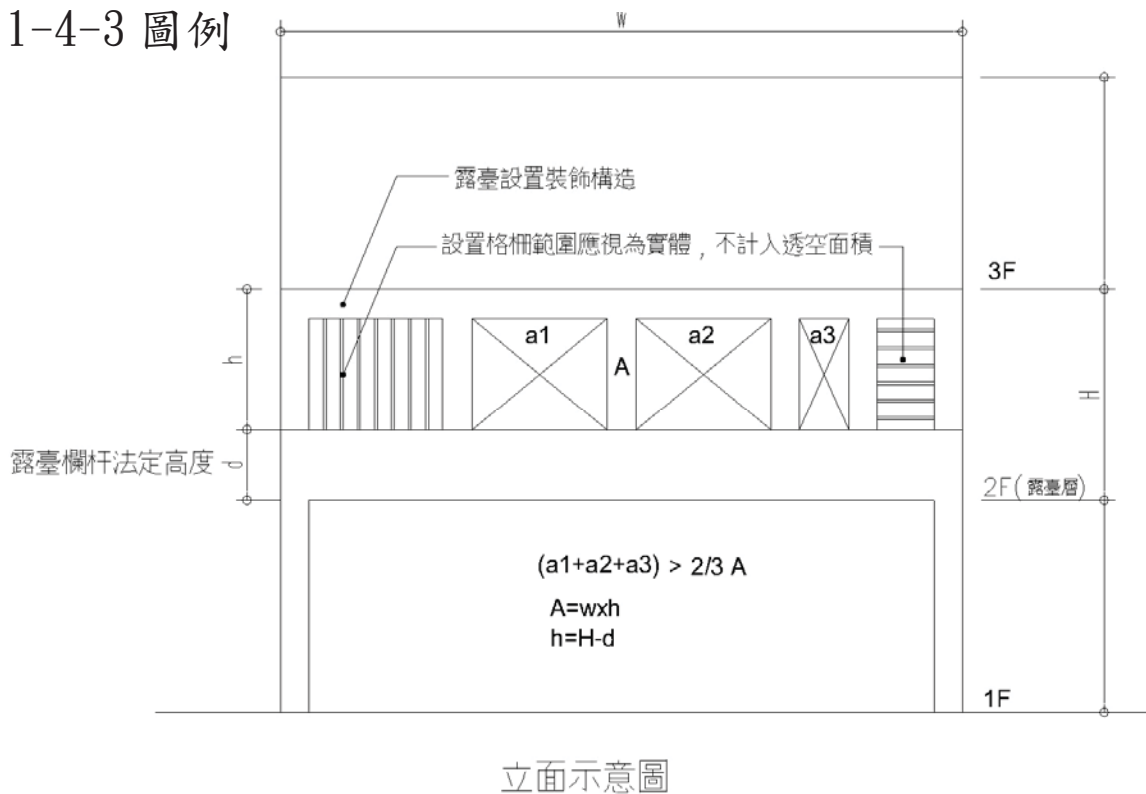 1-4-3 圖例
W
露臺設置裝飾構造
設置格柵範圍應視為實體，不計入透空面積
3F
a1
a2
a3
A
h
H
露臺欄杆法定高度
d
2F(露臺層)
(a1+a2+a3) > 2/3 A
A=wxh
h=H-d
1F
立面示意圖